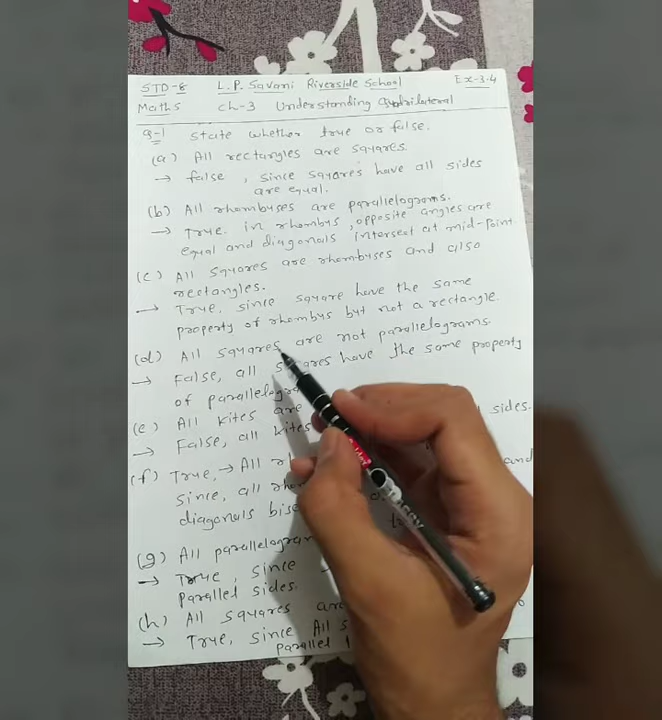 STD-8 L.P. Savani Riverside School Ex-3.4
Maths Ch-3 Understanding Quadrilateral
Q-1 State whether true or false.
(a) All rectangles are squares.
→ false, since squares have all sides
are equal.
(b) All rhombuses are parallelograms.
→ True. in rhombus, opposite angles are
equal and diagonals intersect at mid-point.
(c) All squares are rhombuses and also
rectangles.
→ True, since square have the same
property of rhombus but not a rectangle.
(d) All squares are not parallelograms.
→ False, all squares have the same property
of parallelogra
(e) All kites are sides.
→ False, all kites
(f) True, → All and
Since, all
diagonals bis
(g) All parallelogram
→ True, since
parallel sides.
(h) All squares are
→ True, since All s
parallel